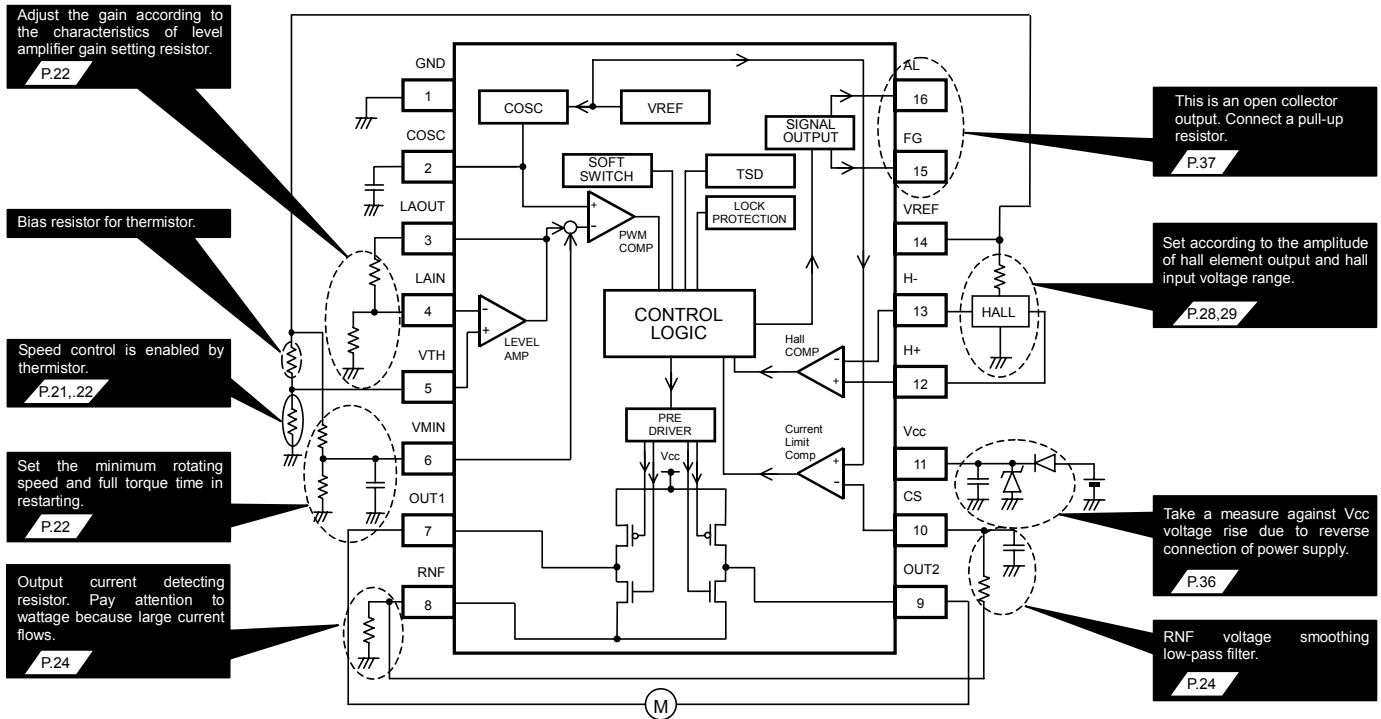 Adjust the gain according to
the characteristics of level
amplifier gain setting resistor.
P.22
Bias resistor for thermistor.
Speed control is enabled by
thermistor.
P.21,.22
Set the minimum rotating
speed and full torque time in
restarting.
P.22
Output current detecting
resistor. Pay attention to
wattage because large current
flows.
P.24
GND
1
COSC
2
LAOUT
3
LAIN
4
VTH
5
VMIN
6
OUT1
7
RNF
8
COSC
VREF
SIGNAL
OUTPUT
SOFT
SWITCH
TSD
LOCK
PROTECTION
+
-
PWM
COMP
CONTROL
LOGIC
-
+
LEVEL
AMP
Hall
COMP
-
+
PRE
DRIVER
Vcc
Current
Limit
Comp
+
-
AL
16
FG
15
VREF
14
H-
13
HALL
H+
12
Vcc
11
CS
10
OUT2
9
M
This is an open collector
output. Connect a pull-up
resistor.
P.37
Set according to the amplitude
of hall element output and hall
input voltage range.
P.28,29
Take a measure against Vcc
voltage rise due to reverse
connection of power supply.
P.36
RNF voltage smoothing
low-pass filter.
P.24